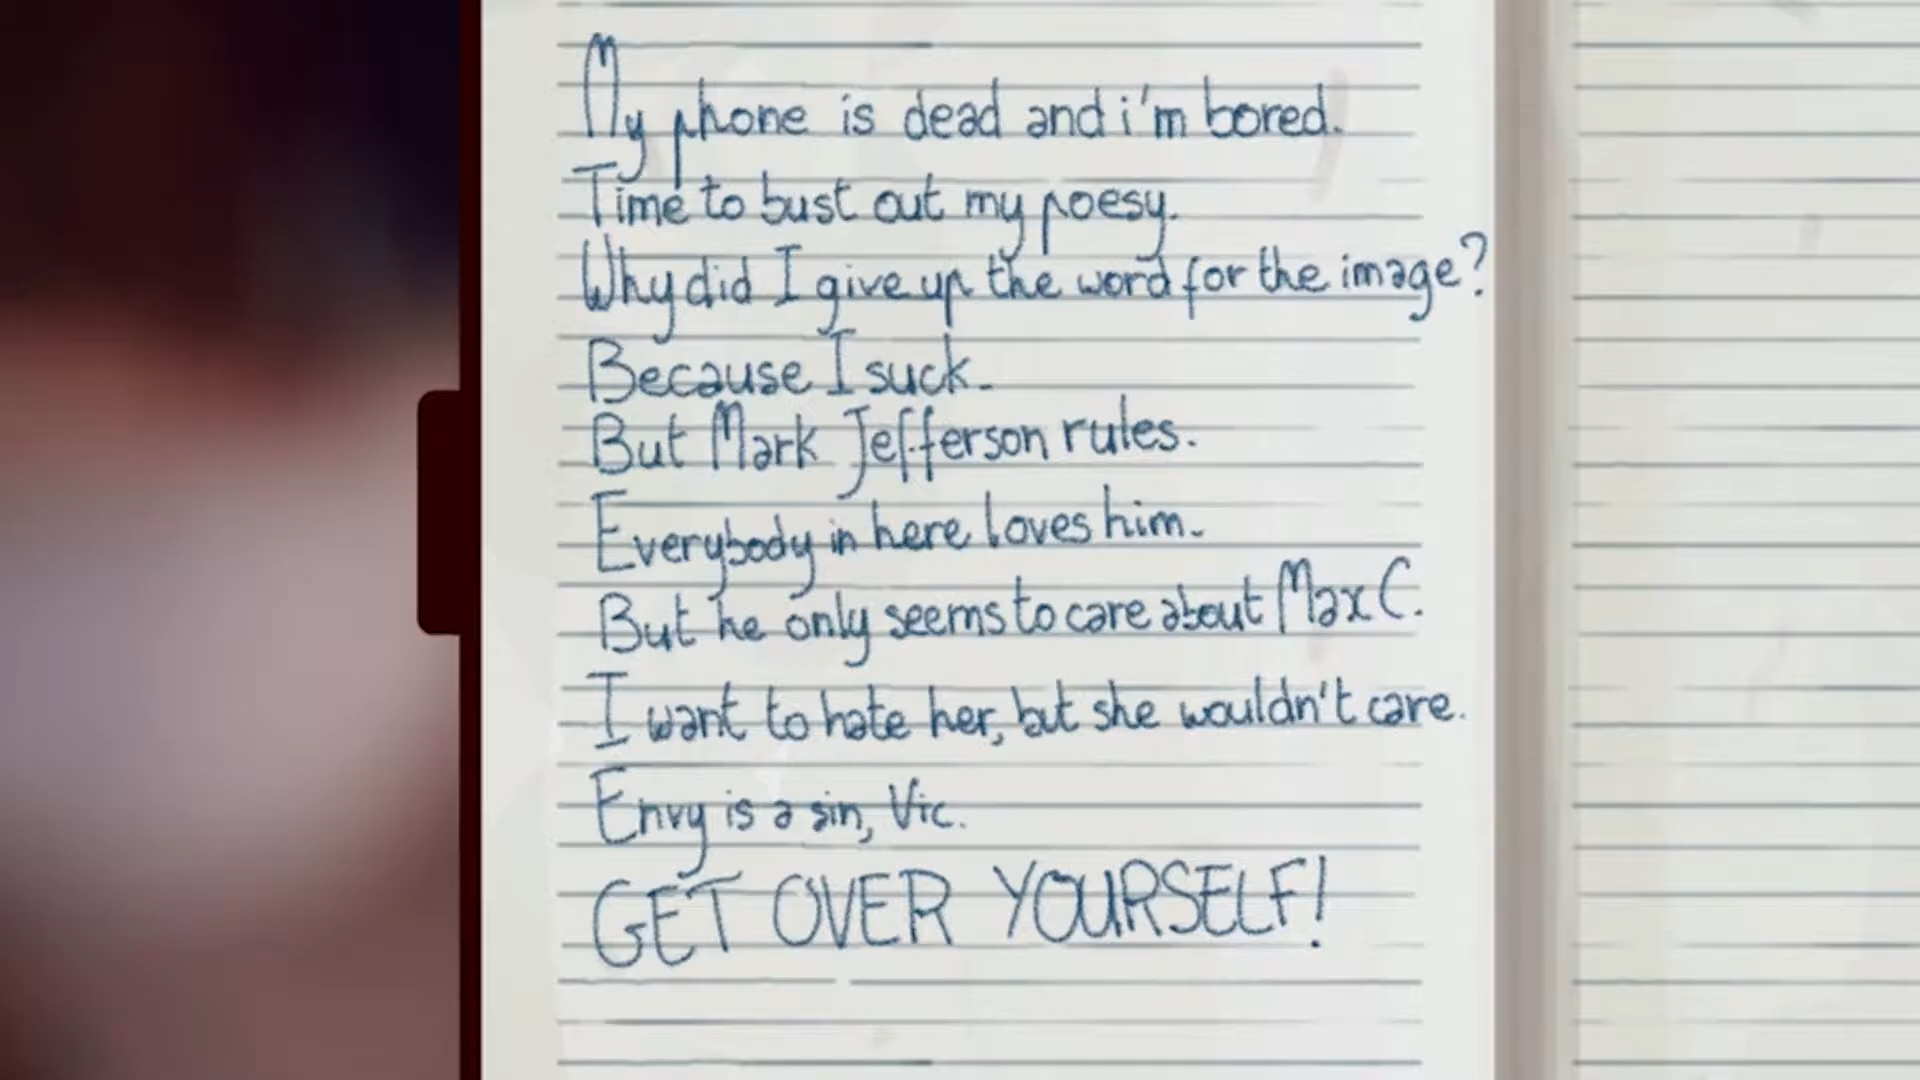 My phone is dead and i'm bored.
Time to bust out my poesy.
Why did I give up the word for the image?
Because I suck.
But Mark Jefferson rules.
Everybody in here loves him.
But he only seems to care about Max C.
I want to hate her, but she wouldn't care.
Envy is a sin, Vic.
GET OVER YOURSELF!